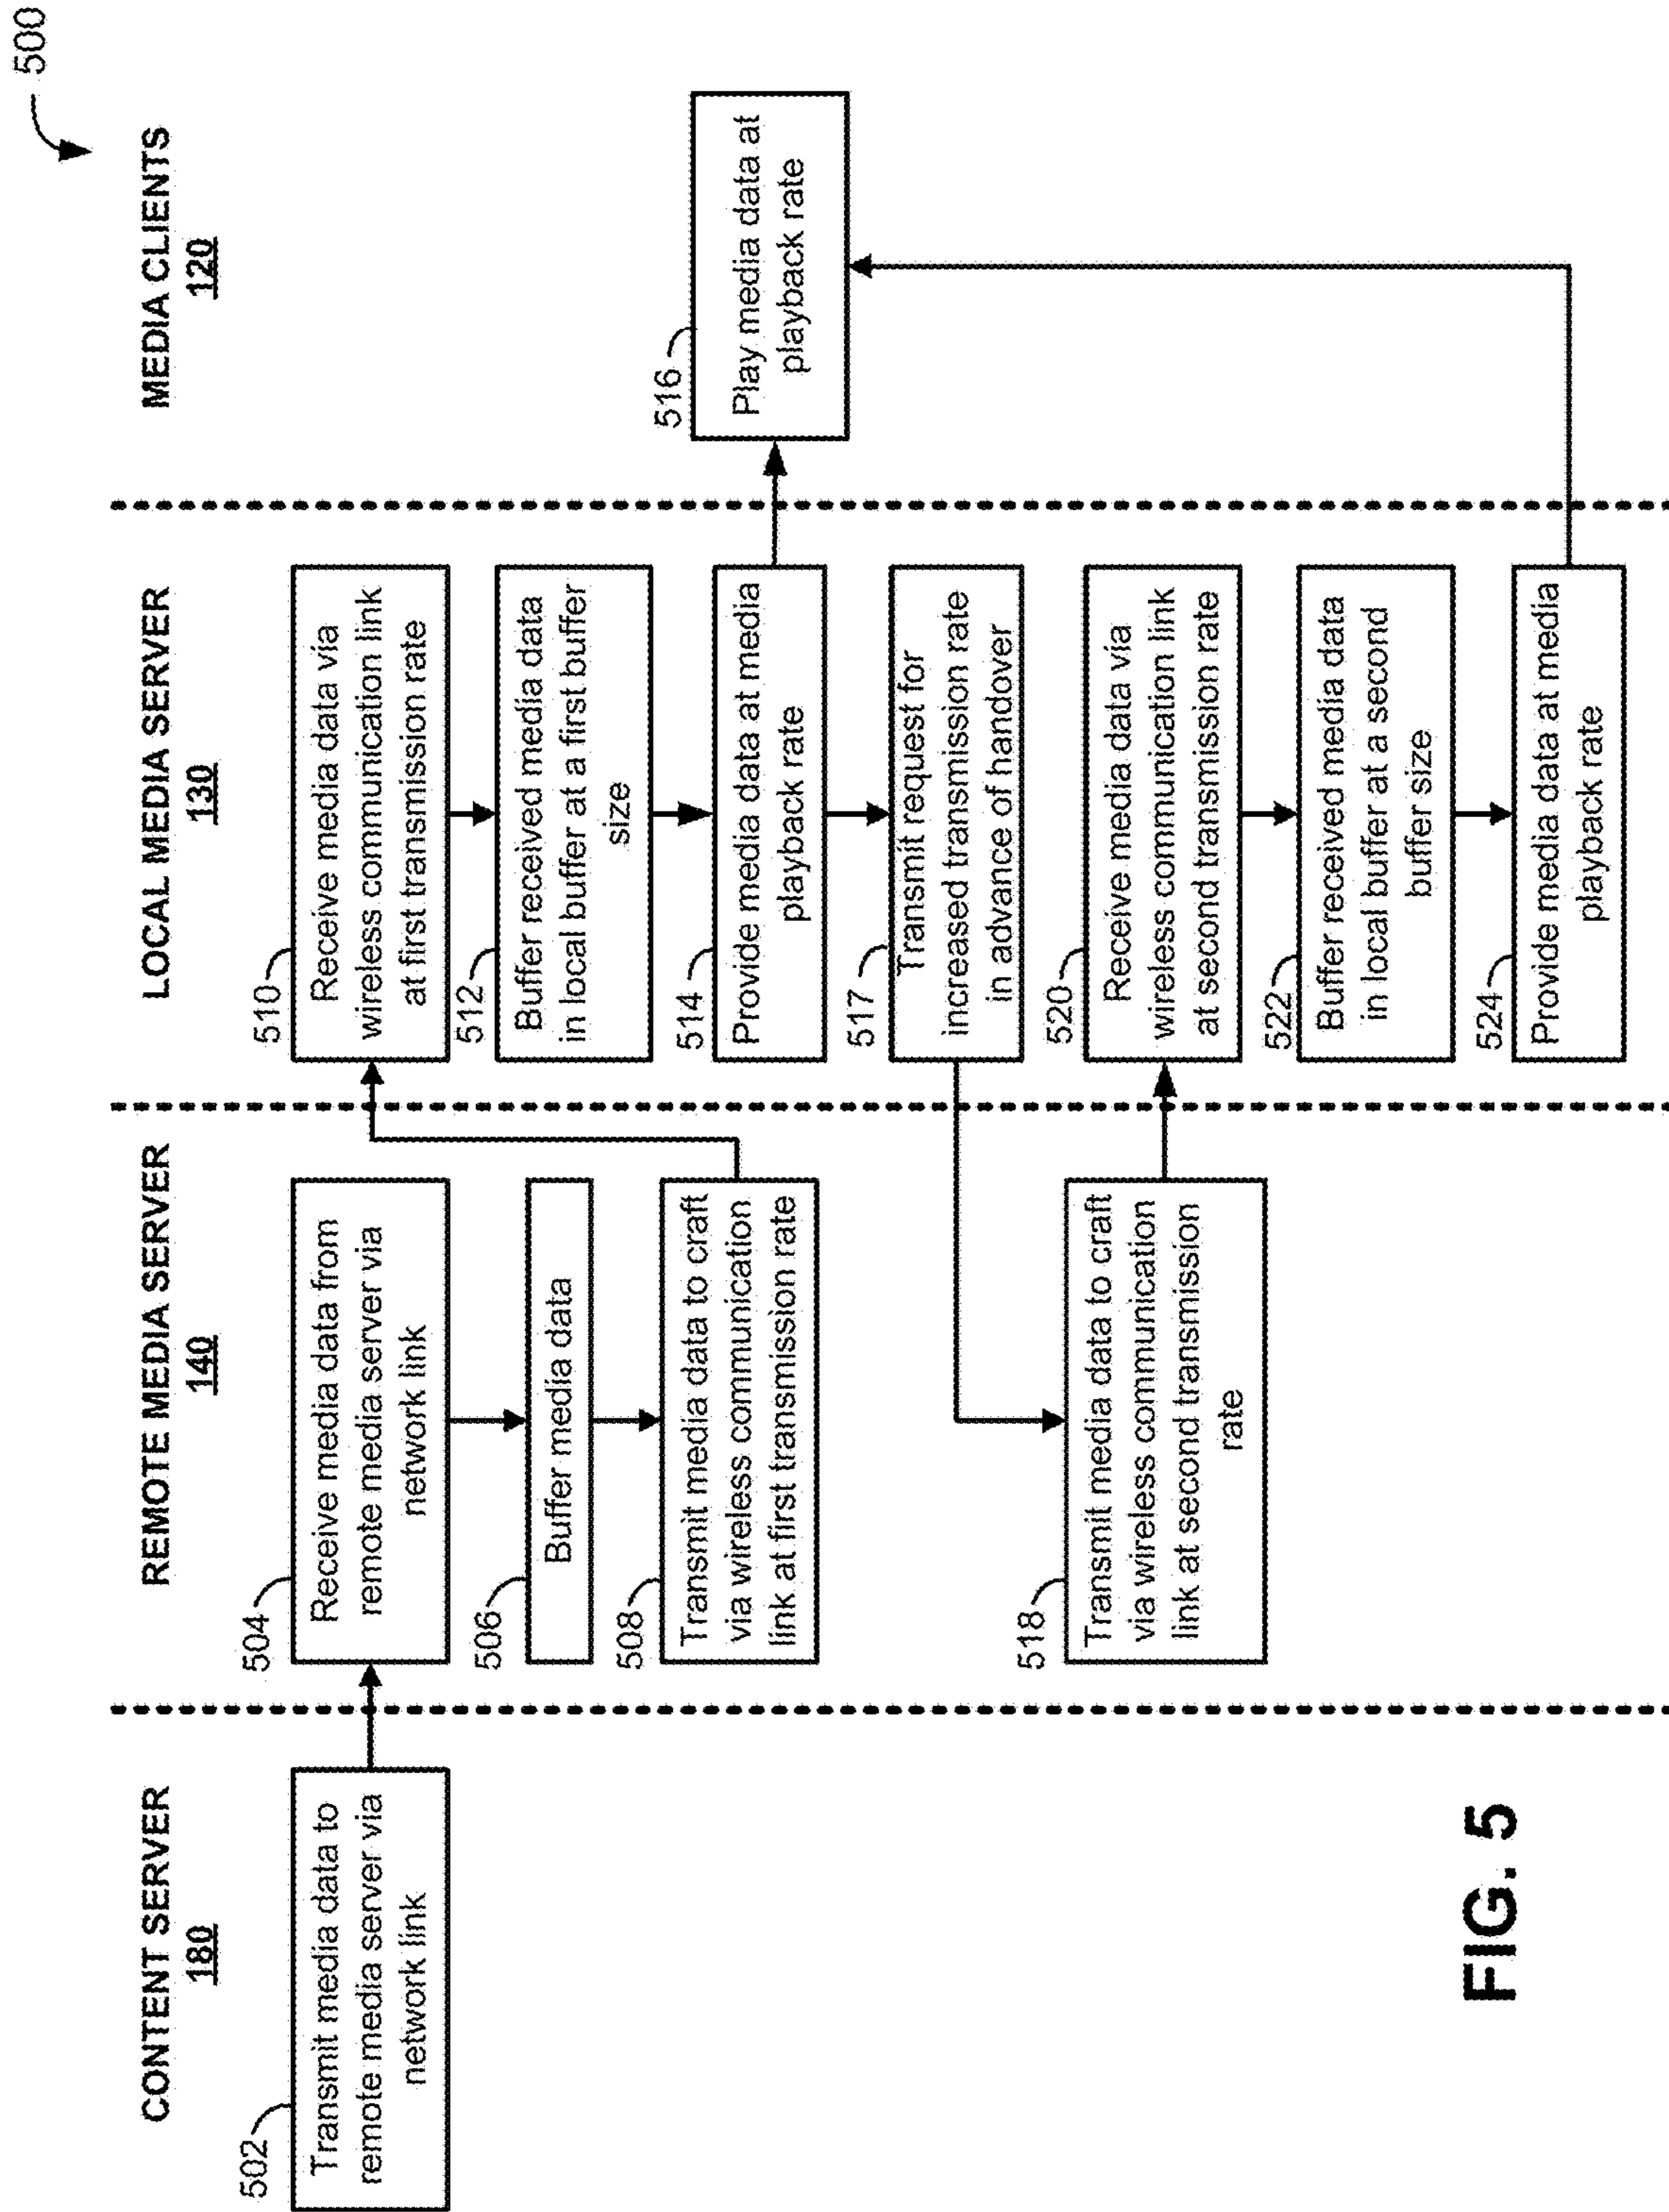 500
CONTENT SERVER
180
REMOTE MEDIA SERVER
140
LOCAL MEDIA SERVER
130
MEDIA CLIENTS
120
502
Transmit media data to
remote media server via
network link
504
Receive media data from
remote media server via
network link
506
Buffer media data
508
Transmit media data to craft
via wireless communication
link at first transmission rate
510
Receive media data via
wireless communication link
at first transmission rate
512
Buffer received media data
in local buffer at a first buffer
size
514
Provide media data at media
playback rate
516
Play media data at
playback rate
517
Transmit request for
increased transmission rate
in advance of handover
518
Transmit media data to craft
via wireless communication
link at second transmission
rate
520
Receive media data via
wireless communication link
at second transmission rate
522
Buffer received media data
in local buffer at a second
buffer size
524
Provide media data at media
playback rate
FIG. 5